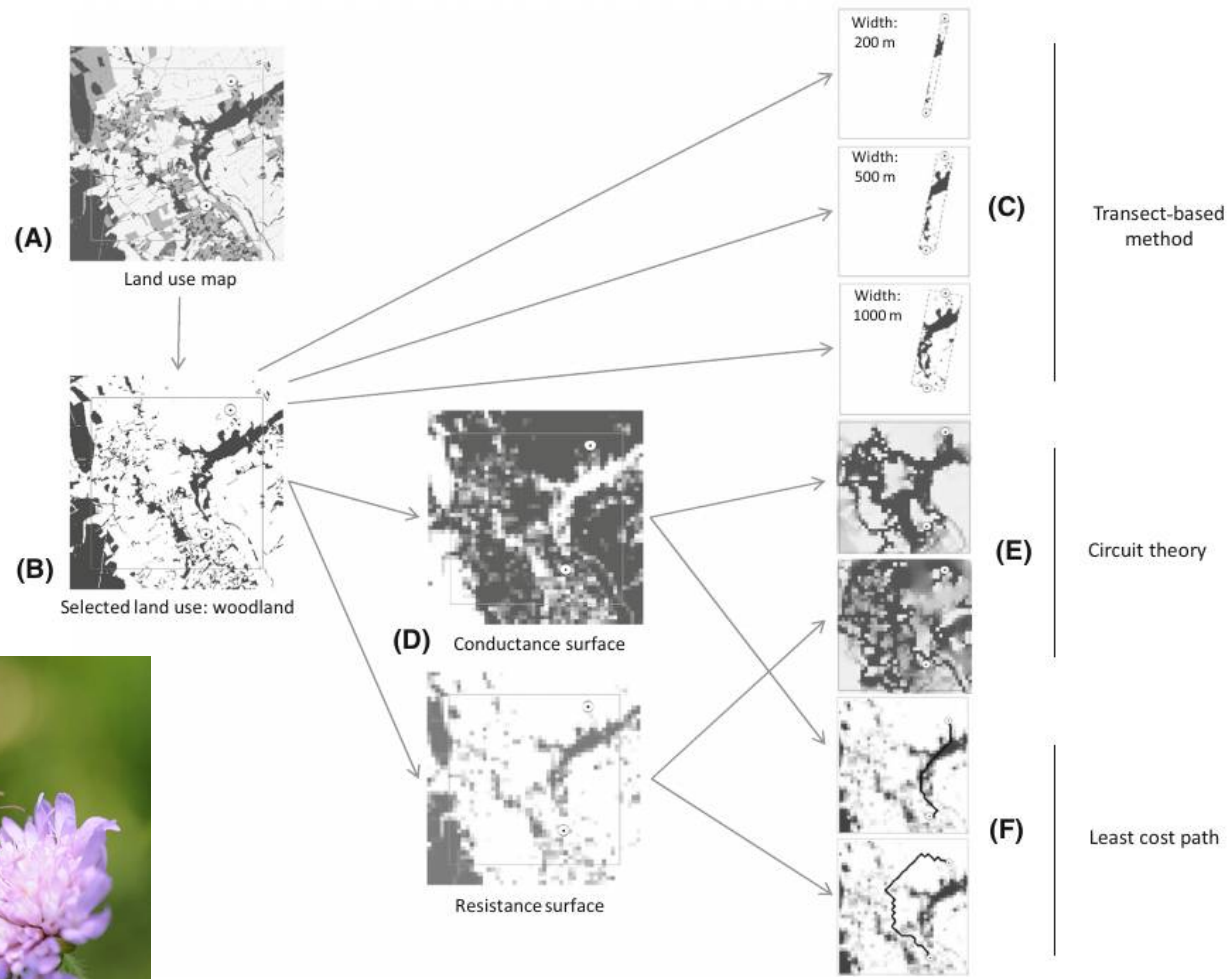 (A)
Land use map
(B)
Selected land use: woodland
(D)
Conductance surface
Resistance surface
Width:
200 m
Width:
500 m
Width:
1000 m
(C)
Transect-based
method
(E)
Circuit theory
(F)
Least cost path